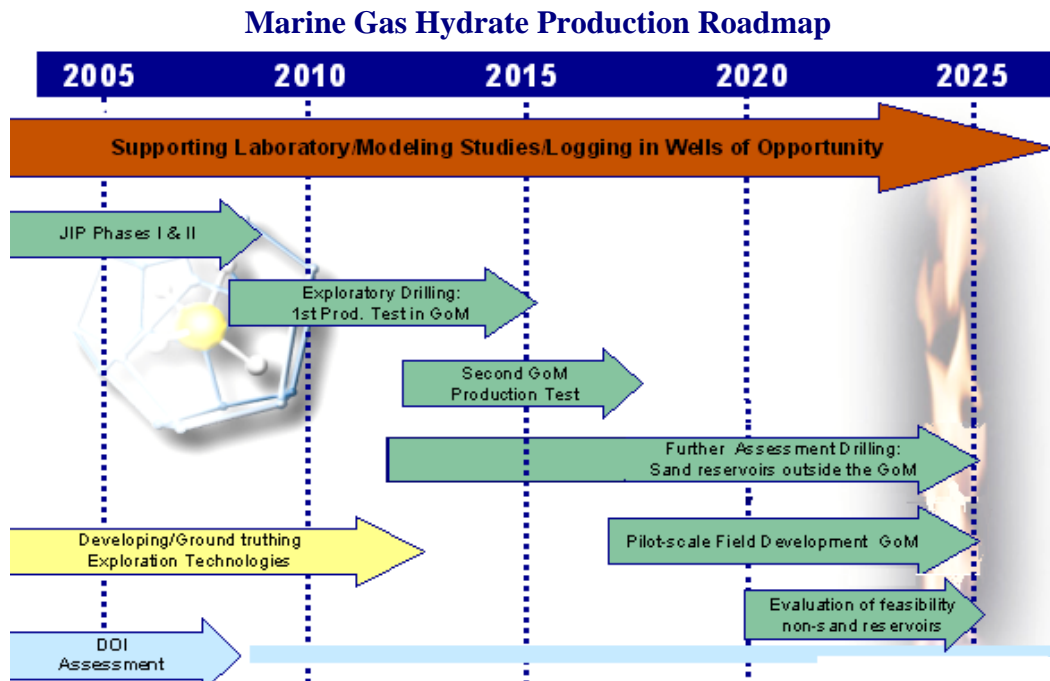 Marine Gas Hydrate Production Roadmap
2005 2010 2015 2020 2025
Supporting Laboratory/Modeling Studies/Logging in Wells of Opportunity
JIP Phases I & II
Exploratory Drilling:
1st Prod. Test in GoM
Second GoM
Production Test
Further Assessment Drilling:
Sand reservoirs outside the GoM
Developing/Ground truthing
Exploration Technologies
Pilot-scale Field Development GoM
Evaluation of feasibility
non-sand reservoirs
DOI
Assessment